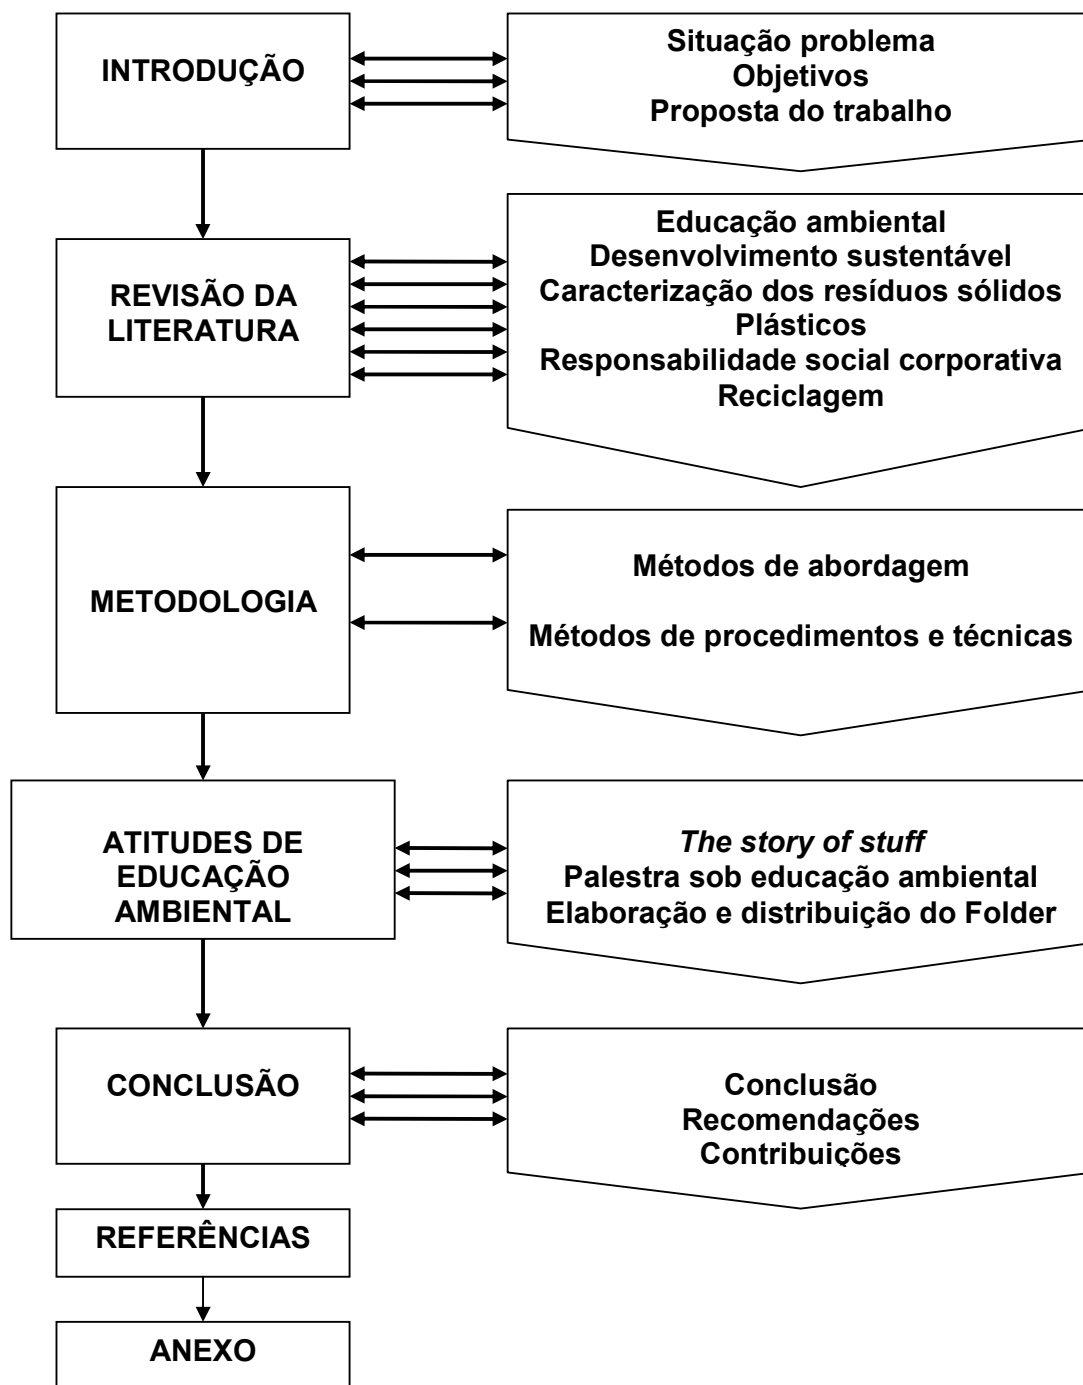 INTRODUÇÃO
Situação problema
Objetivos
Proposta do trabalho
REVISÃO DA
LITERATURA
Educação ambiental
Desenvolvimento sustentável
Caracterização dos resíduos sólidos
Plásticos
Responsabilidade social corporativa
Reciclagem
METODOLOGIA
Métodos de abordagem
Métodos de procedimentos e técnicas
ATITUDES DE
EDUCAÇÃO
AMBIENTAL
The story of stuff
Palestra sob educação ambiental
Elaboração e distribuição do Folder
CONCLUSÃO
Conclusão
Recomendações
Contribuições
REFERÊNCIAS
ANEXO